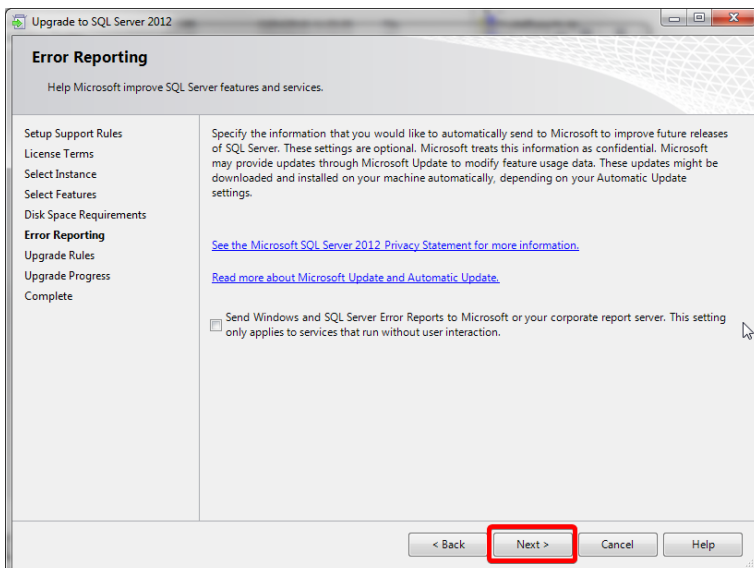 Upgrade to SQL Server 2012
Error Reporting
Help Microsoft improve SQL Server features and services.
Setup Support Rules
License Terms
Select Instance
Select Features
Disk Space Requirements
Error Reporting
Upgrade Rules
Upgrade Progress
Complete
Specify the information that you would like to automatically send to Microsoft to improve future releases
of SQL Server. These settings are optional. Microsoft treats this information as confidential. Microsoft
may provide updates through Microsoft Update to modify feature usage data. These updates might be
downloaded and installed on your machine automatically, depending on your Automatic Update
settings.
See the Microsoft SQL Server 2012 Privacy Statement for more information.
Read more about Microsoft Update and Automatic Update.
Send Windows and SQL Server Error Reports to Microsoft or your corporate report server. This setting
only applies to services that run without user interaction.
< Back
Next >
Cancel
Help